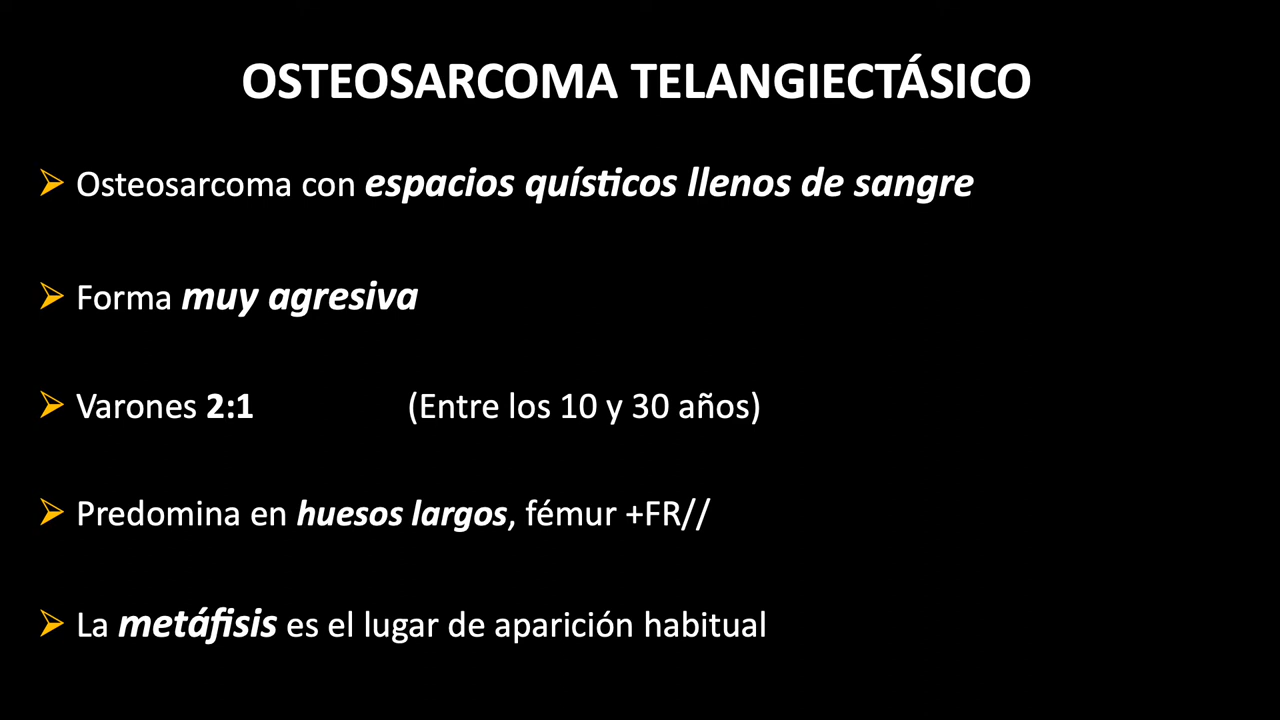 OSTEOSARCOMA TELANGIECTÁSICO
➢ Osteosarcoma con espacios quísticos llenos de sangre
➢ Forma muy agresiva
➢ Varones 2:1 (Entre los 10 y 30 años)
➢ Predomina en huesos largos, fémur +FR//
➢ La metáfisis es el lugar de aparición habitual